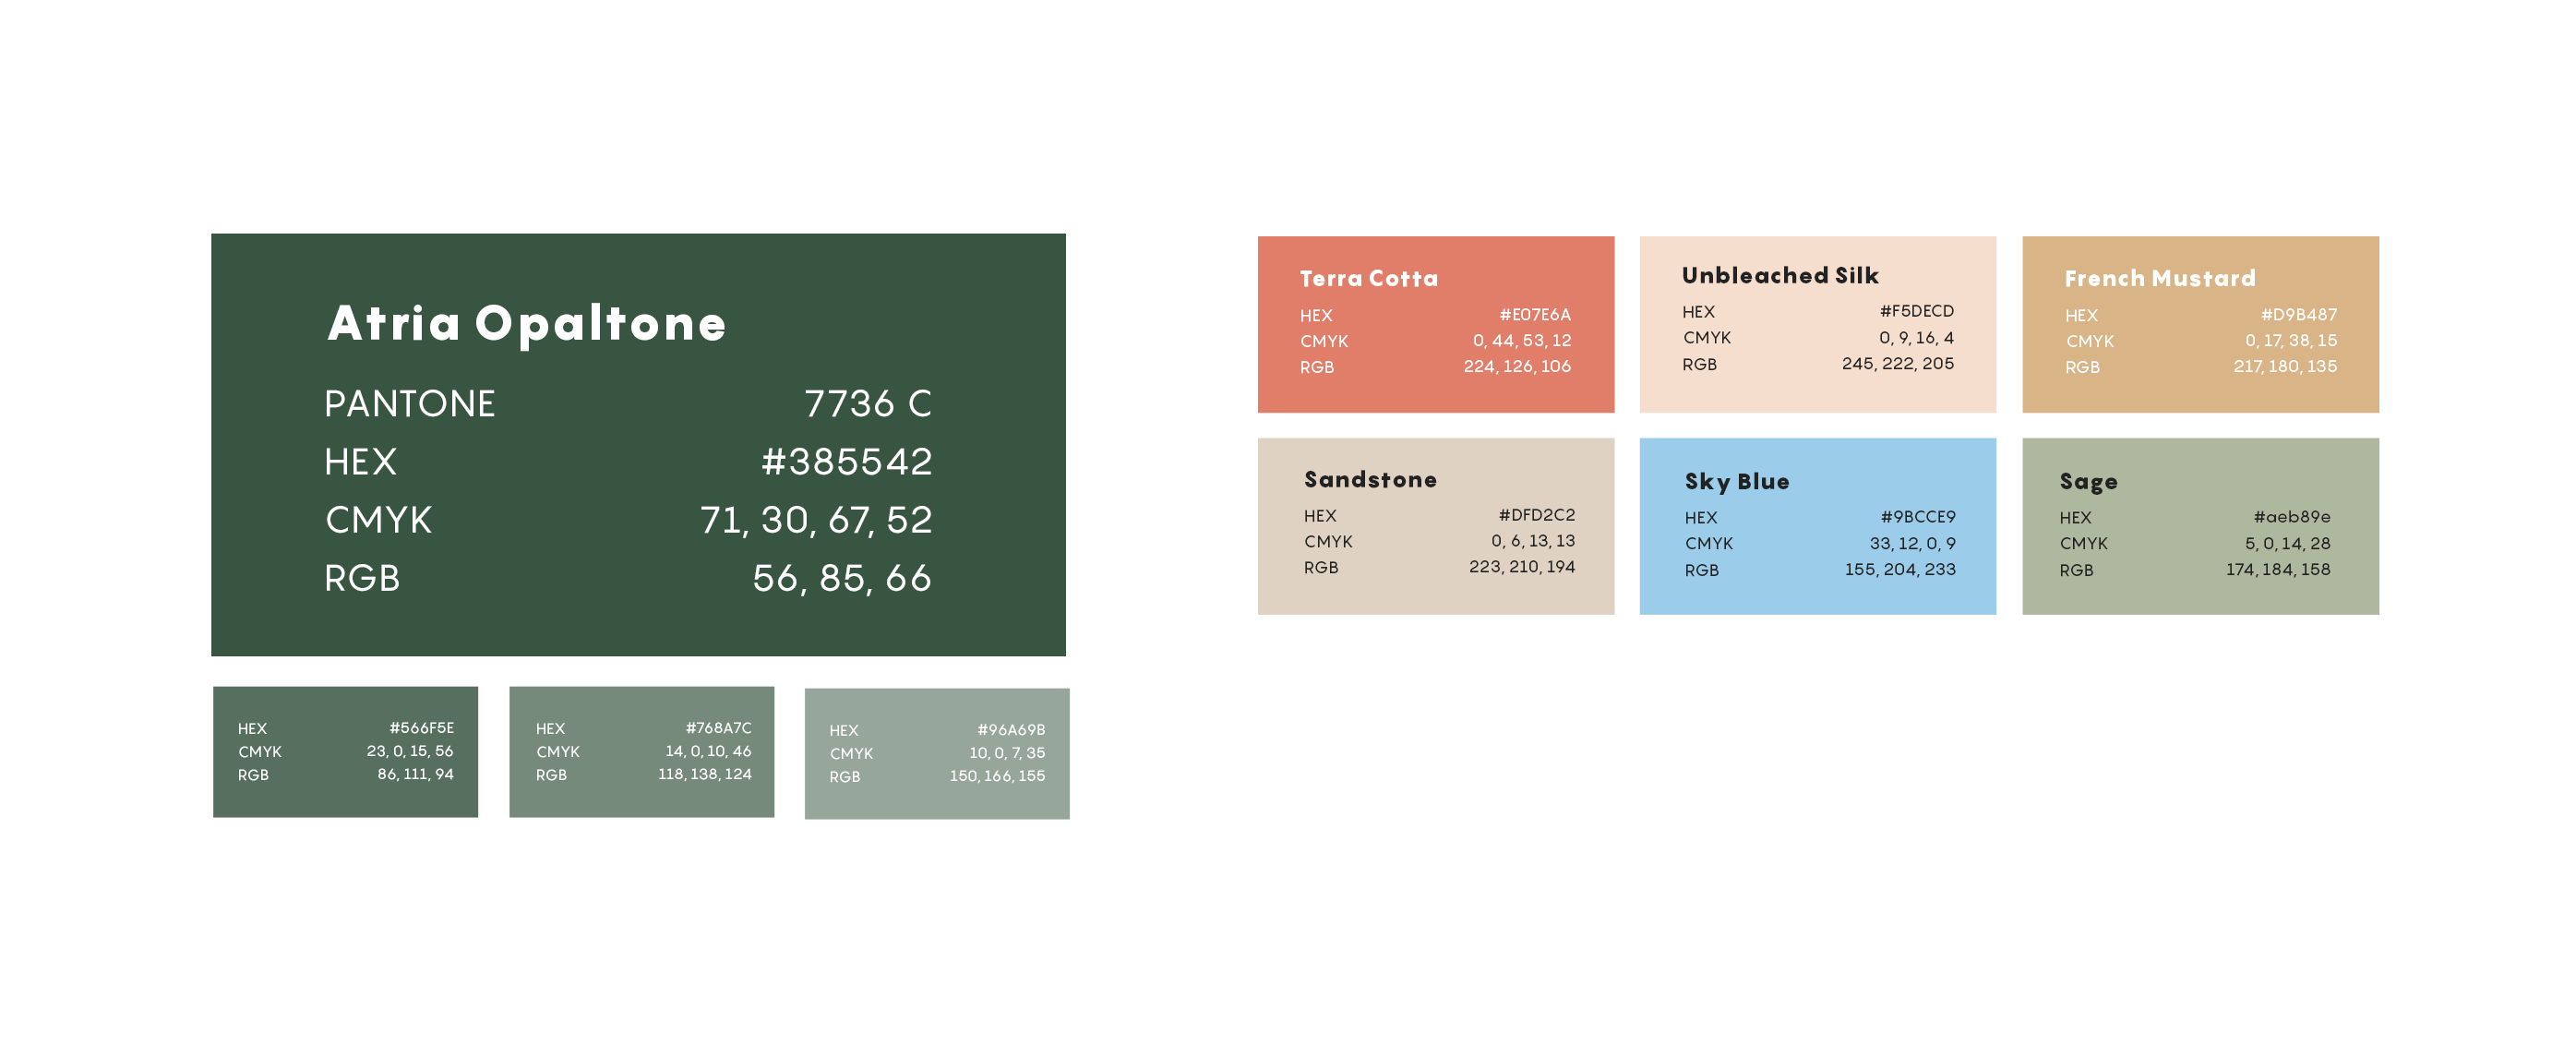 Atria Opaltone
PANTONE 7736 C
HEX #385542
CMYK 71, 30, 67, 52
RGB 56, 85, 66
HEX #566F5E
CMYK 23, 0, 15, 56
RGB 86, 111, 94
HEX #768A7C
CMYK 14, 0, 10, 46
RGB 118, 138, 124
HEX #96A69B
CMYK 10, 0, 7, 35
RGB 150, 166, 155
Terra Cotta
HEX #E07E6A
CMYK 0, 44, 53, 12
RGB 224, 126, 106
Unbleached Silk
HEX #F5DECD
CMYK 0, 9, 16, 4
RGB 245, 222, 205
French Mustard
HEX #D9B487
CMYK 0, 17, 38, 15
RGB 217, 180, 135
Sandstone
HEX #DFD2C2
CMYK 0, 6, 13, 13
RGB 223, 210, 194
Sky Blue
HEX #9BCCE9
CMYK 33, 12, 0, 9
RGB 155, 204, 233
Sage
HEX #aeb89e
CMYK 5, 0, 14, 28
RGB 174, 184, 158